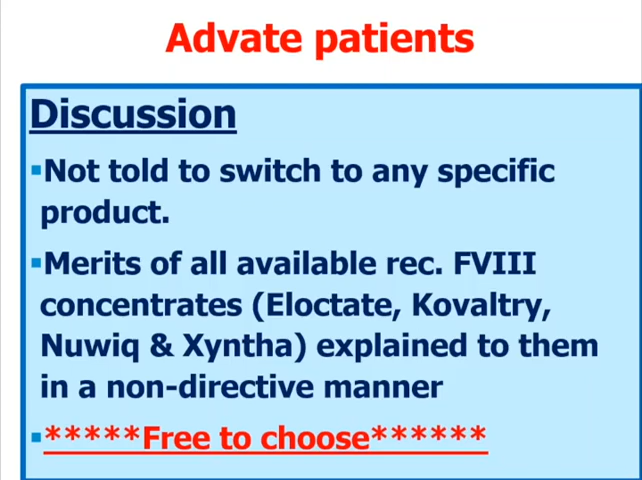 Advate patients
Discussion
▪Not told to switch to any specific
product.
▪Merits of all available rec. FVIII
concentrates (Eloctate, Kovaltry,
Nuwiq & Xyntha) explained to them
in a non-directive manner
▪*****Free to choose******